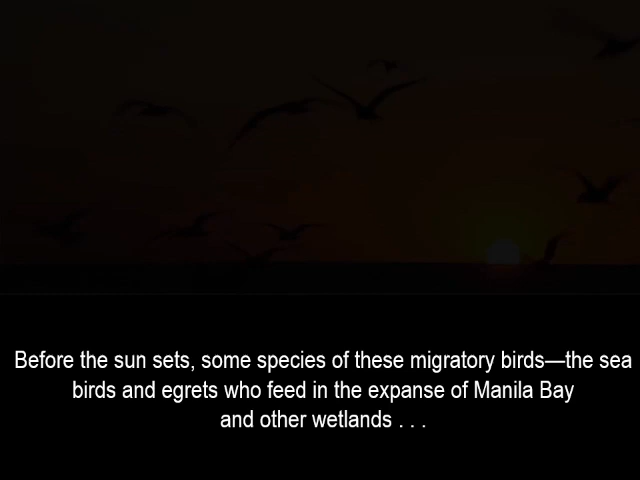 Before the sun sets, some species of these migratory birds—the sea
birds and egrets who feed in the expanse of Manila Bay
and other wetlands . . .